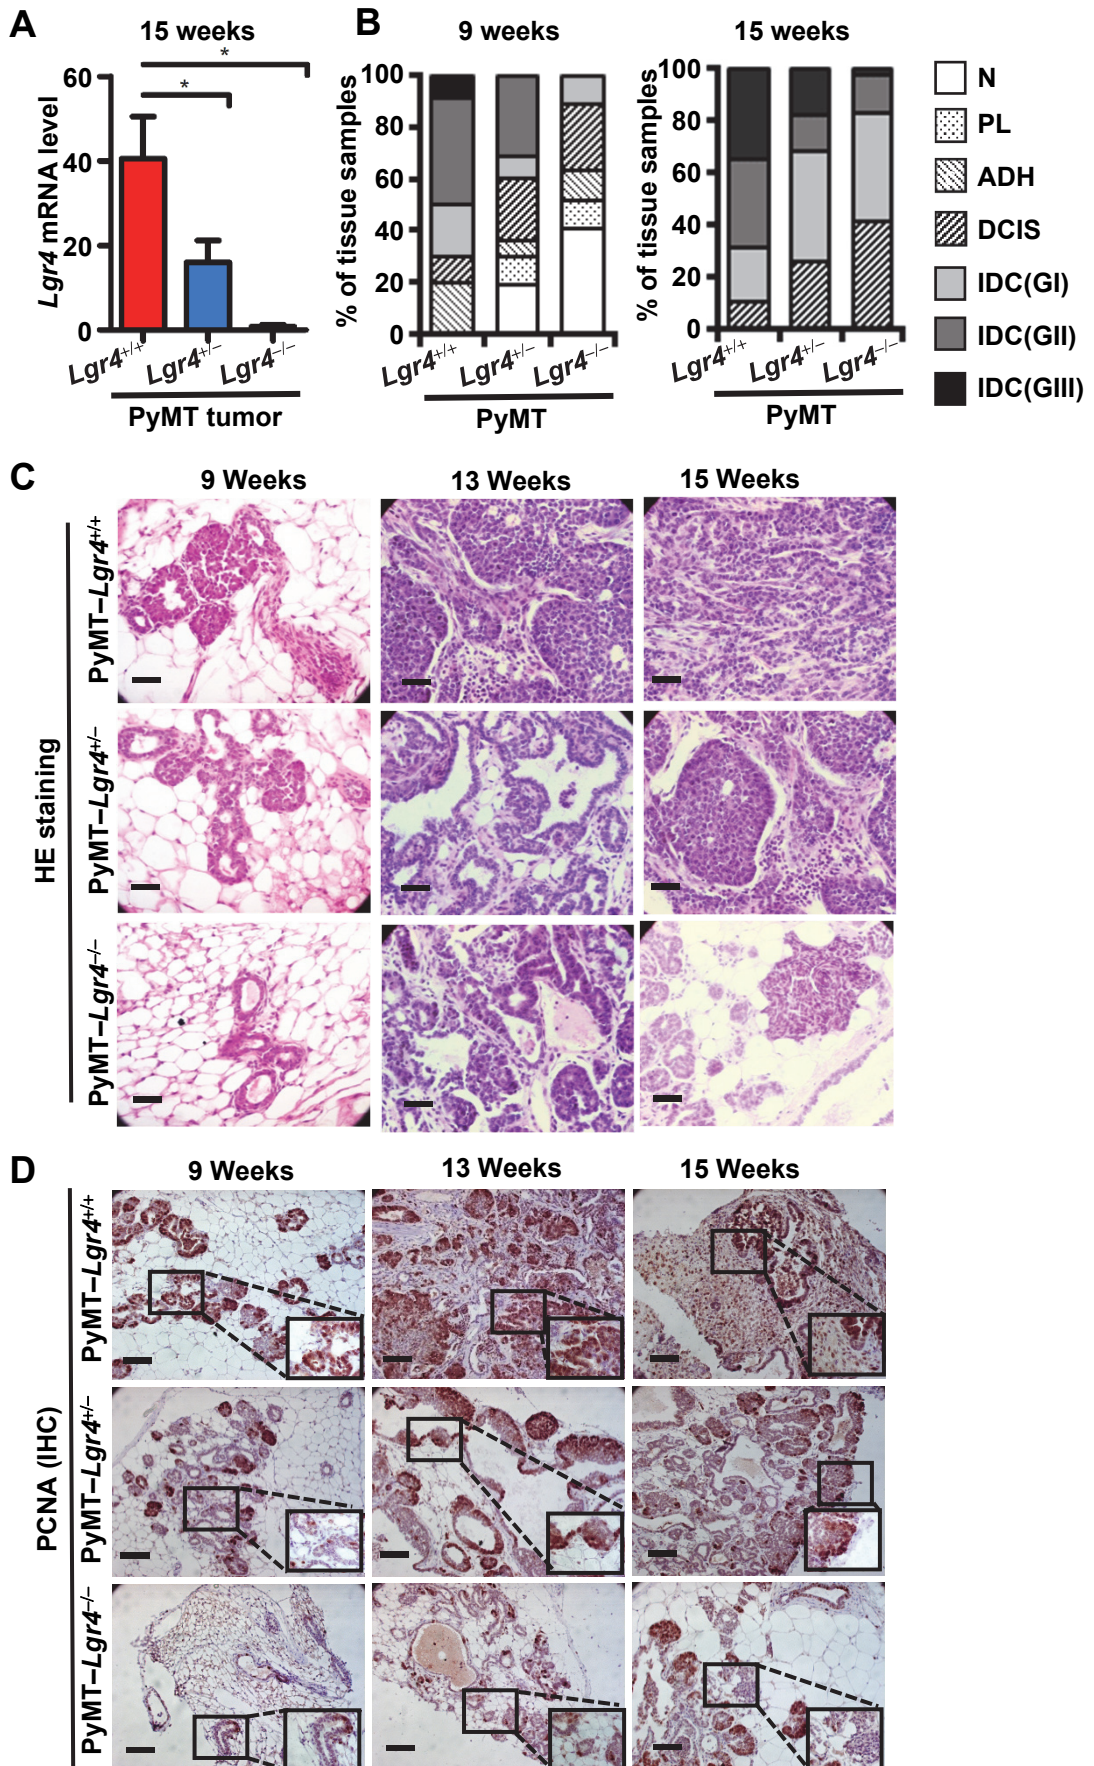 A
15 weeks
*
*
Lgr4 mRNA level
60
40
20
0
Lgr4+/+
Lgr4+/−
Lgr4−/−
PyMT tumor
B
9 weeks
% of tissue samples
100
80
60
40
20
0
Lgr4+/+
Lgr4+/−
Lgr4−/−
PyMT
15 weeks
% of tissue samples
100
80
60
40
20
0
Lgr4+/+
Lgr4+/−
Lgr4−/−
PyMT
N
PL
ADH
DCIS
IDC(GI)
IDC(GII)
IDC(GIII)
C
9 Weeks
13 Weeks
15 Weeks
HE staining
PyMT–Lgr4+/+
PyMT–Lgr4+/−
PyMT–Lgr4−/−
D
9 Weeks
13 Weeks
15 Weeks
PCNA (IHC)
PyMT–Lgr4+/+
PyMT–Lgr4+/−
PyMT–Lgr4−/−